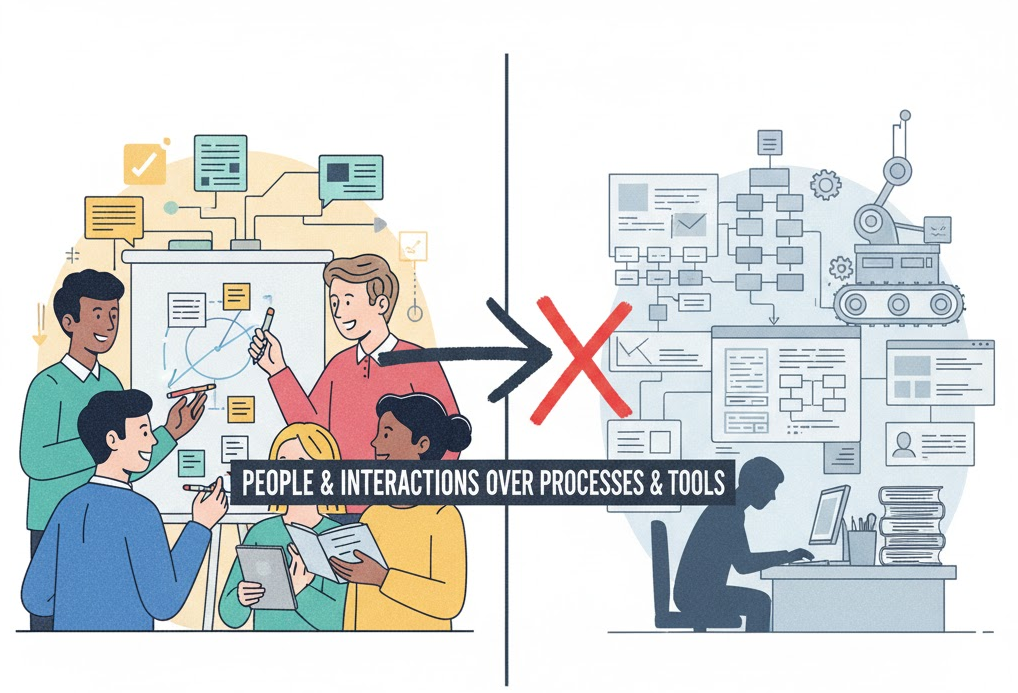 PEOPLE & INTERACTIONS OVER PROCESSES & TOOLS